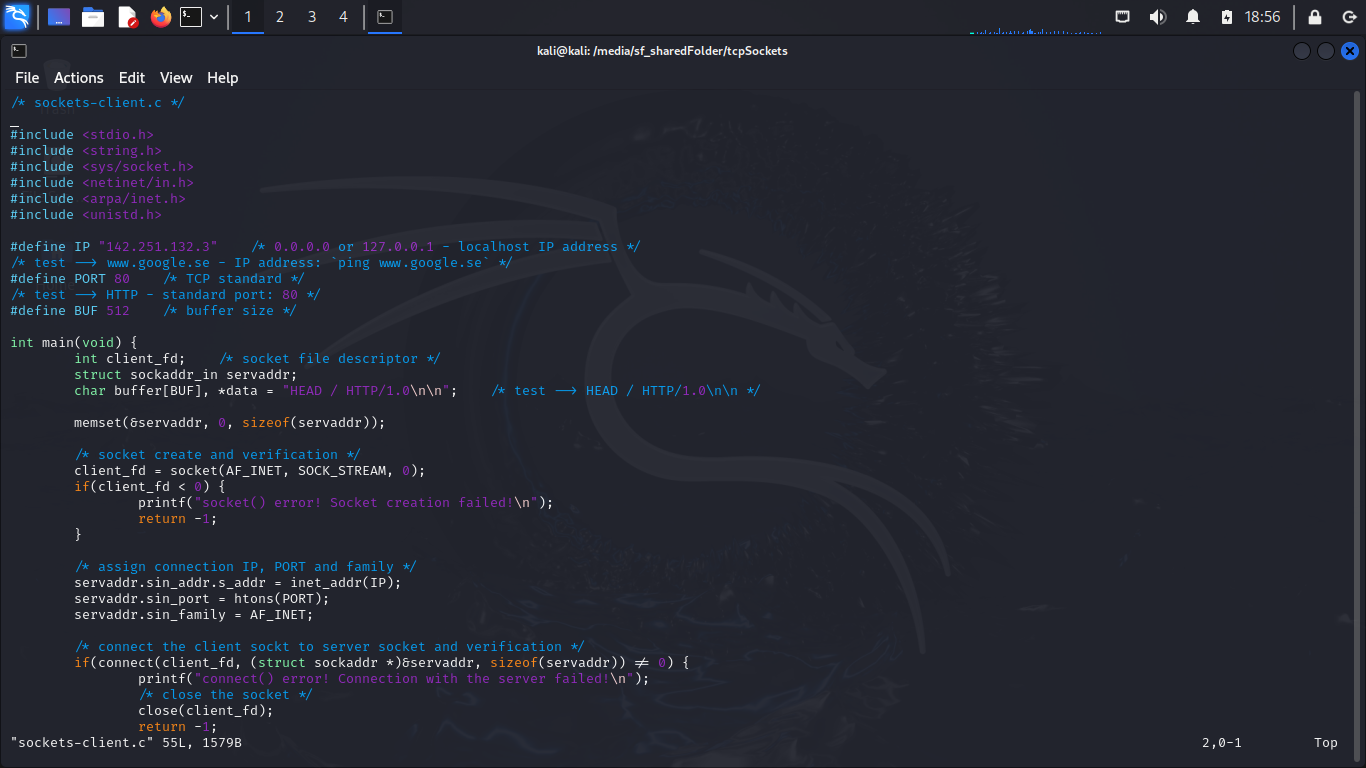 1 2 3 4 18:56
kali@kali: /media/sf_sharedFolder/tcpSockets
File Actions Edit View Help
/* sockets-client.c */
#include <stdio.h>
#include <string.h>
#include <sys/socket.h>
#include <netinet/in.h>
#include <arpa/inet.h>
#include <unistd.h>
#define IP "142.251.132.3" /* 0.0.0.0 or 127.0.0.1 - localhost IP address */
/* test --> www.google.se - IP address: `ping www.google.se` */
#define PORT 80 /* TCP standard */
/* test --> HTTP - standard port: 80 */
#define BUF 512 /* buffer size */
int main(void) {
int client_fd; /* socket file descriptor */
struct sockaddr_in servaddr;
char buffer[BUF], *data = "HEAD / HTTP/1.0\n\n"; /* test --> HEAD / HTTP/1.0\n\n */
memset(&servaddr, 0, sizeof(servaddr));
/* socket create and verification */
client_fd = socket(AF_INET, SOCK_STREAM, 0);
if(client_fd < 0) {
printf("socket() error! Socket creation failed!\n");
return -1;
}
/* assign connection IP, PORT and family */
servaddr.sin_addr.s_addr = inet_addr(IP);
servaddr.sin_port = htons(PORT);
servaddr.sin_family = AF_INET;
/* connect the client sockt to server socket and verification */
if(connect(client_fd, (struct sockaddr *)&servaddr, sizeof(servaddr)) != 0) {
printf("connect() error! Connection with the server failed!\n");
/* close the socket */
close(client_fd);
return -1;
"sockets-client.c" 55L, 1579B 2,0-1 Top